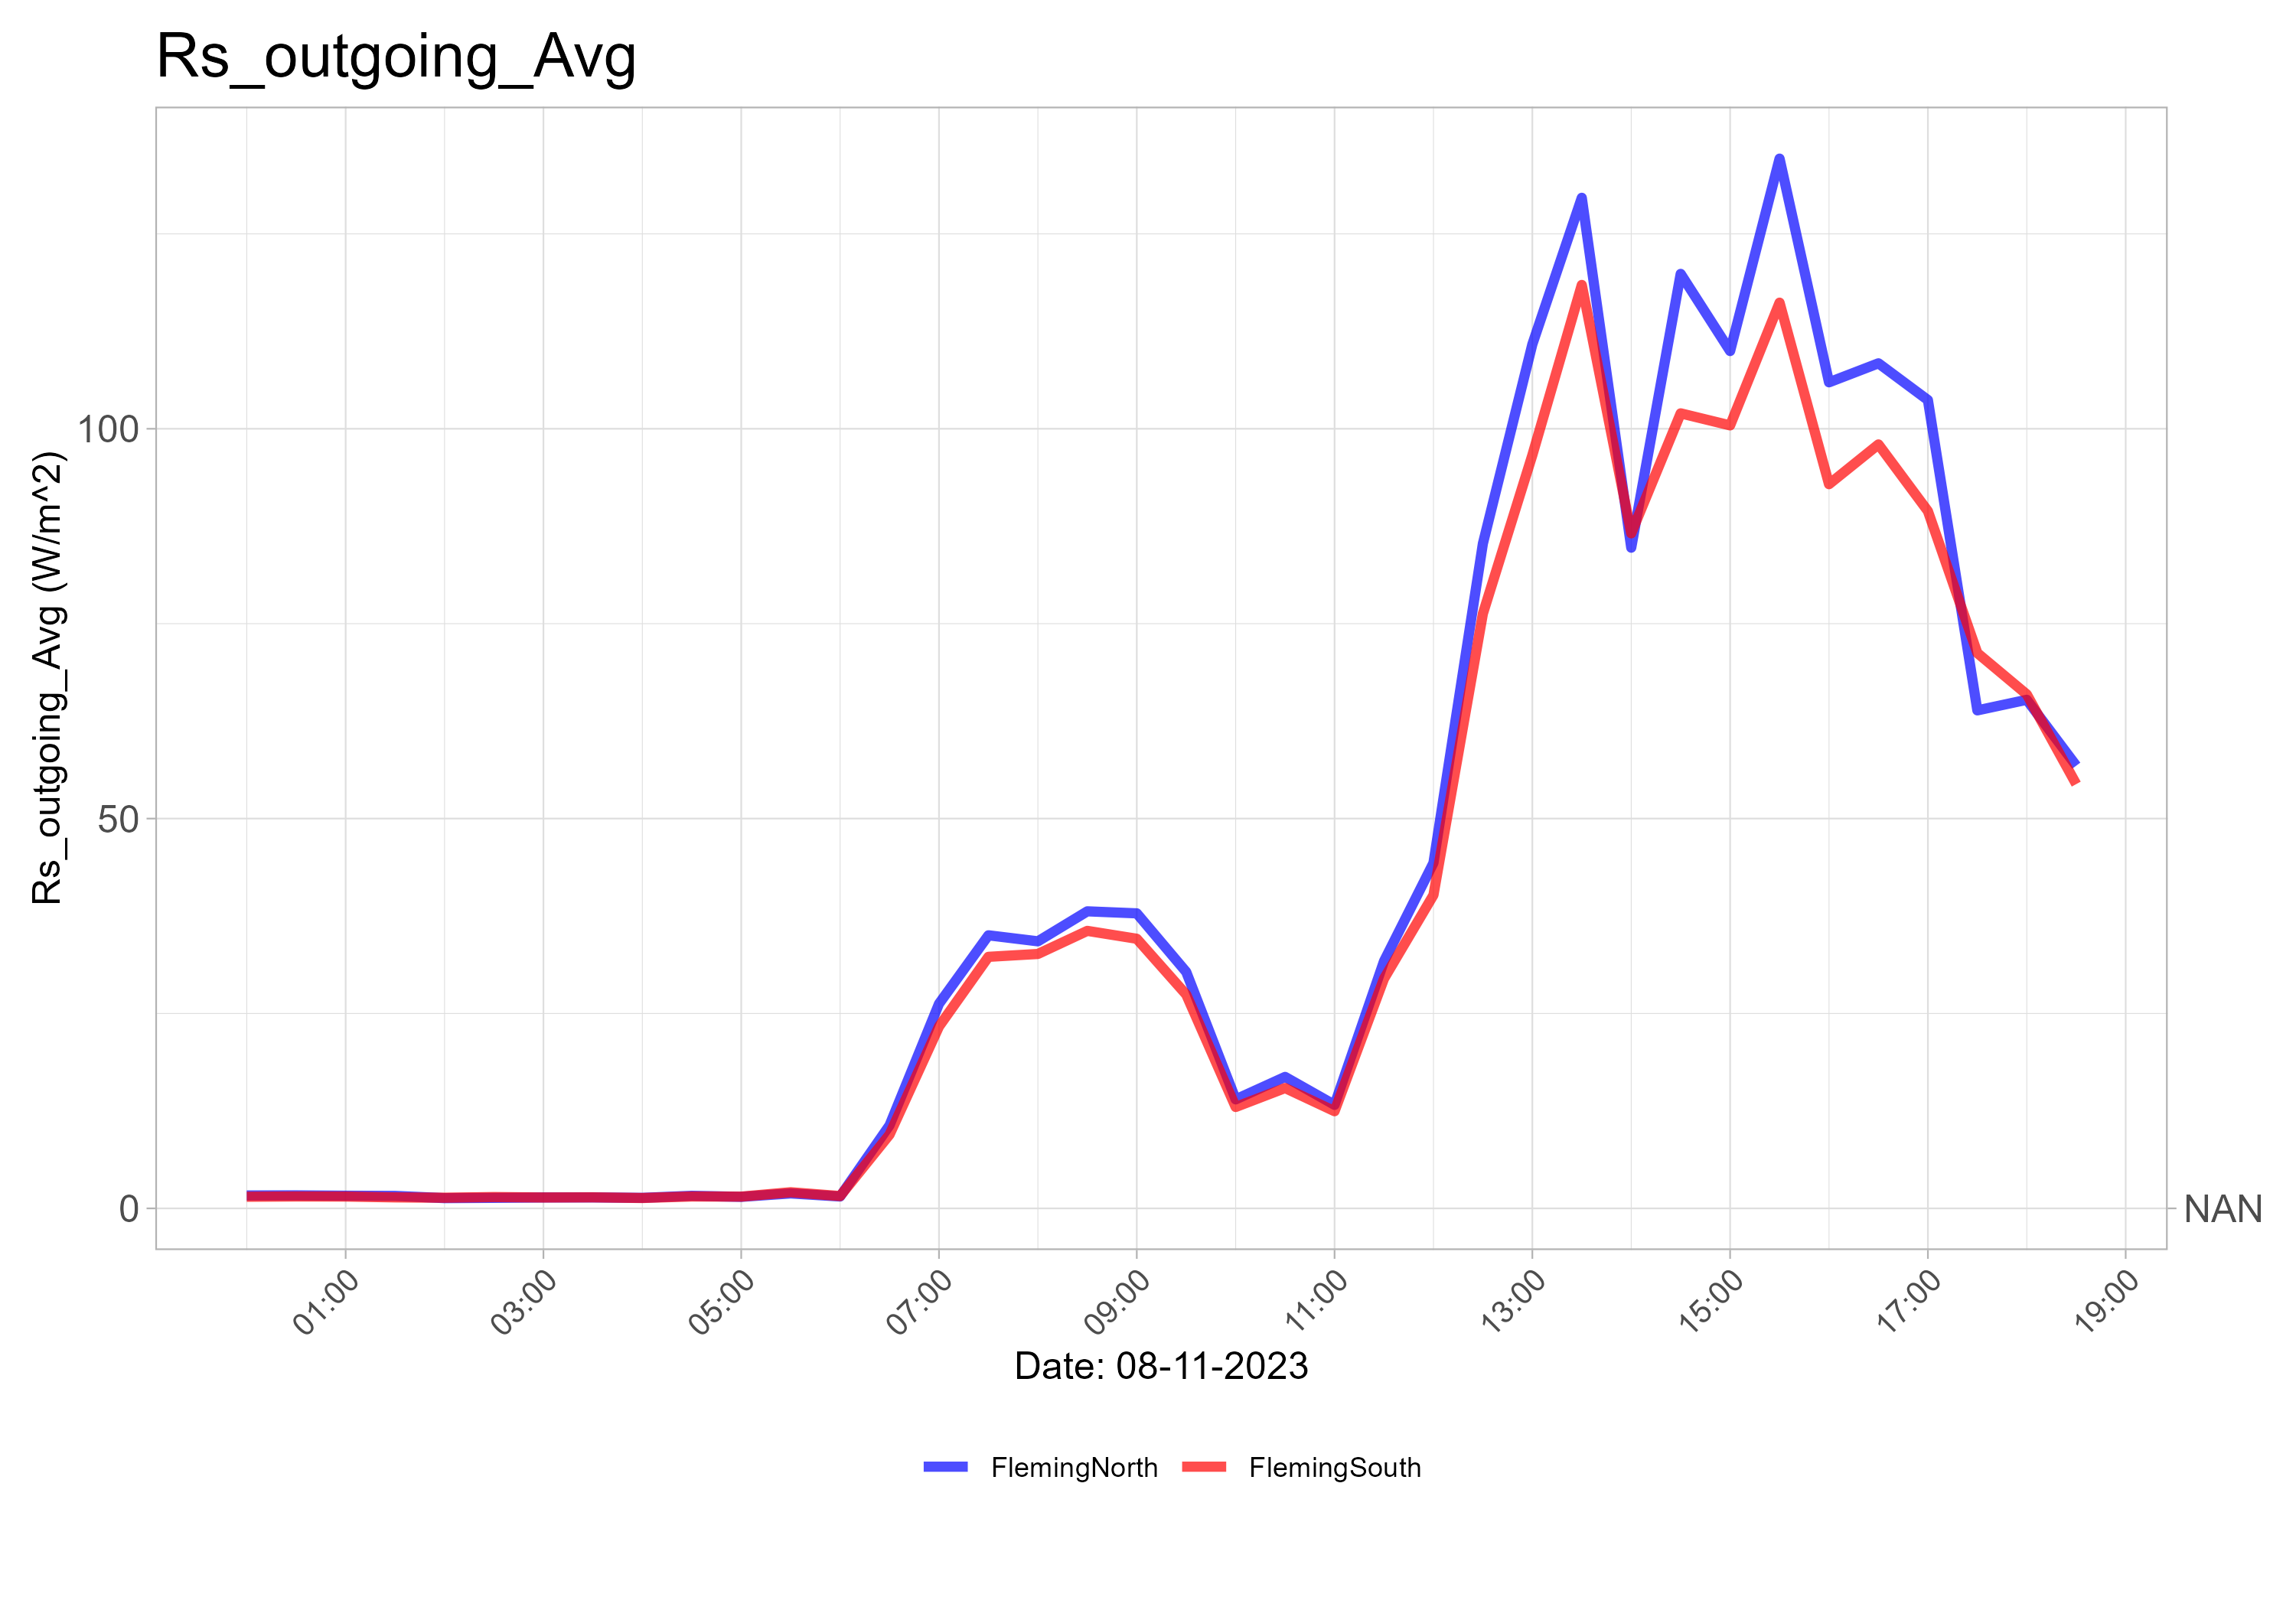 Rs_outgoing_Avg
Rs_outgoing_Avg (W/m^2)
100
50
0
NAN
01:00
03:00
05:00
07:00
09:00
11:00
13:00
15:00
17:00
19:00
Date: 08-11-2023
FlemingNorth
FlemingSouth